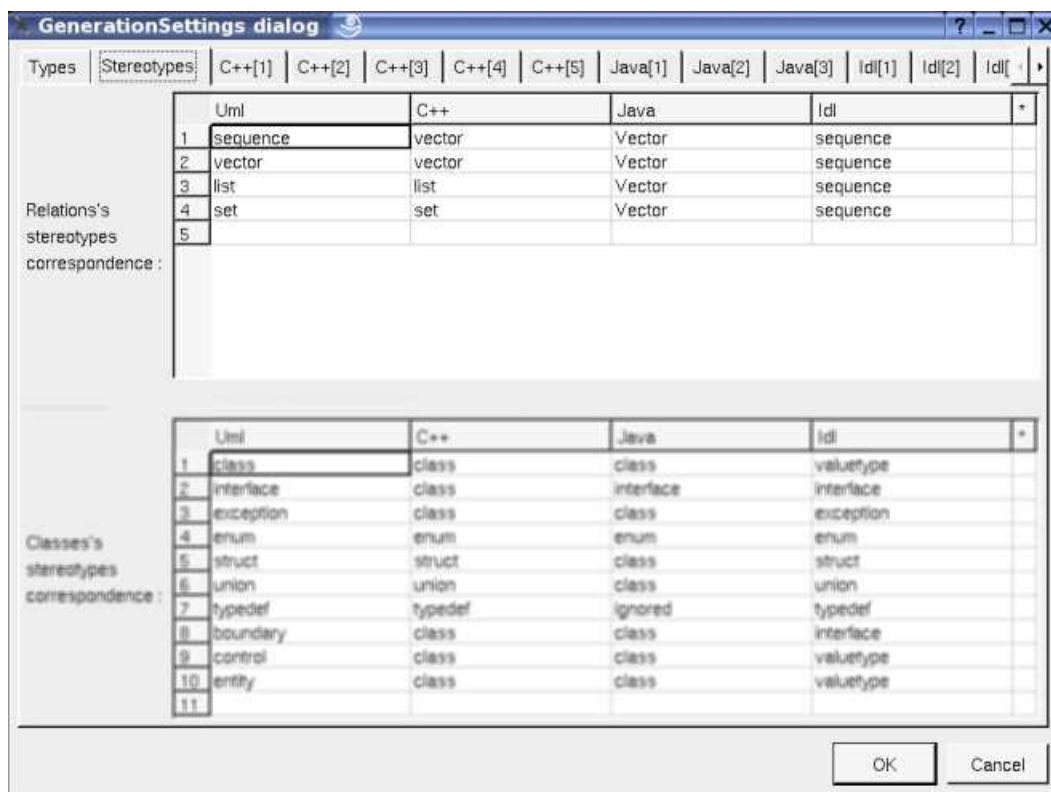 GenerationSettings dialog
Types Stereotypes C++[1] C++[2] C++[3] C++[4] C++[5] Java[1] Java[2] Java[3] Idl[1] Idl[2] Idl[
Uml C++ Java Idl *
1 sequence vector Vector sequence
2 vector vector Vector sequence
3 list list Vector sequence
4 set set Vector sequence
5
Relations's
stereotypes
correspondence :
Uml C++ Java Idl *
1 class class class valuetype
2 interface class interface interface
3 exception class class exception
4 enum enum enum enum
5 struct struct class struct
6 union union class union
7 typedef typedef ignored typedef
8 boundary class class interface
9 control class class valuetype
10 entity class class valuetype
11
Classes's
stereotypes
correspondence :
OK Cancel